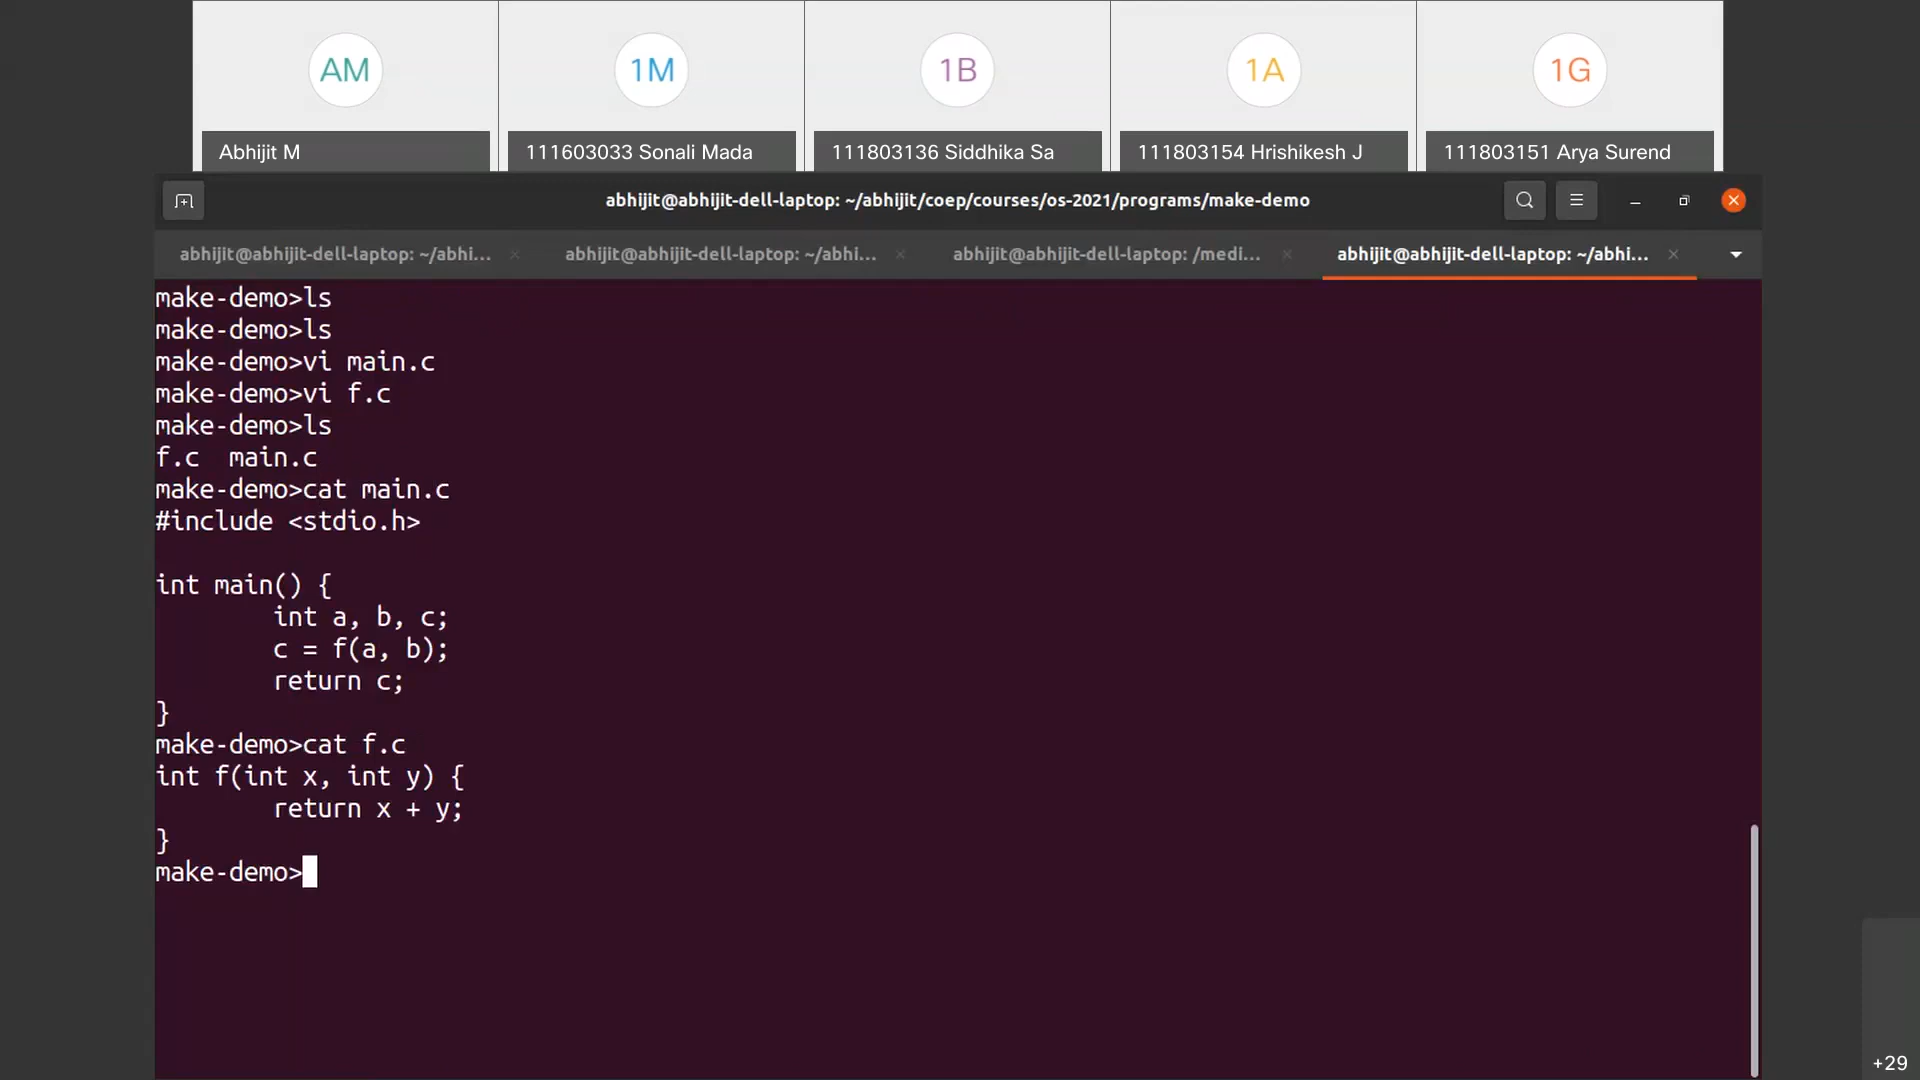 AM 1M 1B 1A 1G
Abhijit M 111603033 Sonali Mada 111803136 Siddhika Sa 111803154 Hrishikesh J 111803151 Arya Surend
abhijit@abhijit-dell-laptop: ~/abhijit/coep/courses/os-2021/programs/make-demo
abhijit@abhijit-dell-laptop: ~/abhi... abhijit@abhijit-dell-laptop: ~/abhi... abhijit@abhijit-dell-laptop: /medi... abhijit@abhijit-dell-laptop: ~/abhi...
make-demo>ls
make-demo>ls
make-demo>vi main.c
make-demo>vi f.c
make-demo>ls
f.c  main.c
make-demo>cat main.c
#include <stdio.h>

int main() {
        int a, b, c;
        c = f(a, b);
        return c;
}
make-demo>cat f.c
int f(int x, int y) {
        return x + y;
}
make-demo>
+29